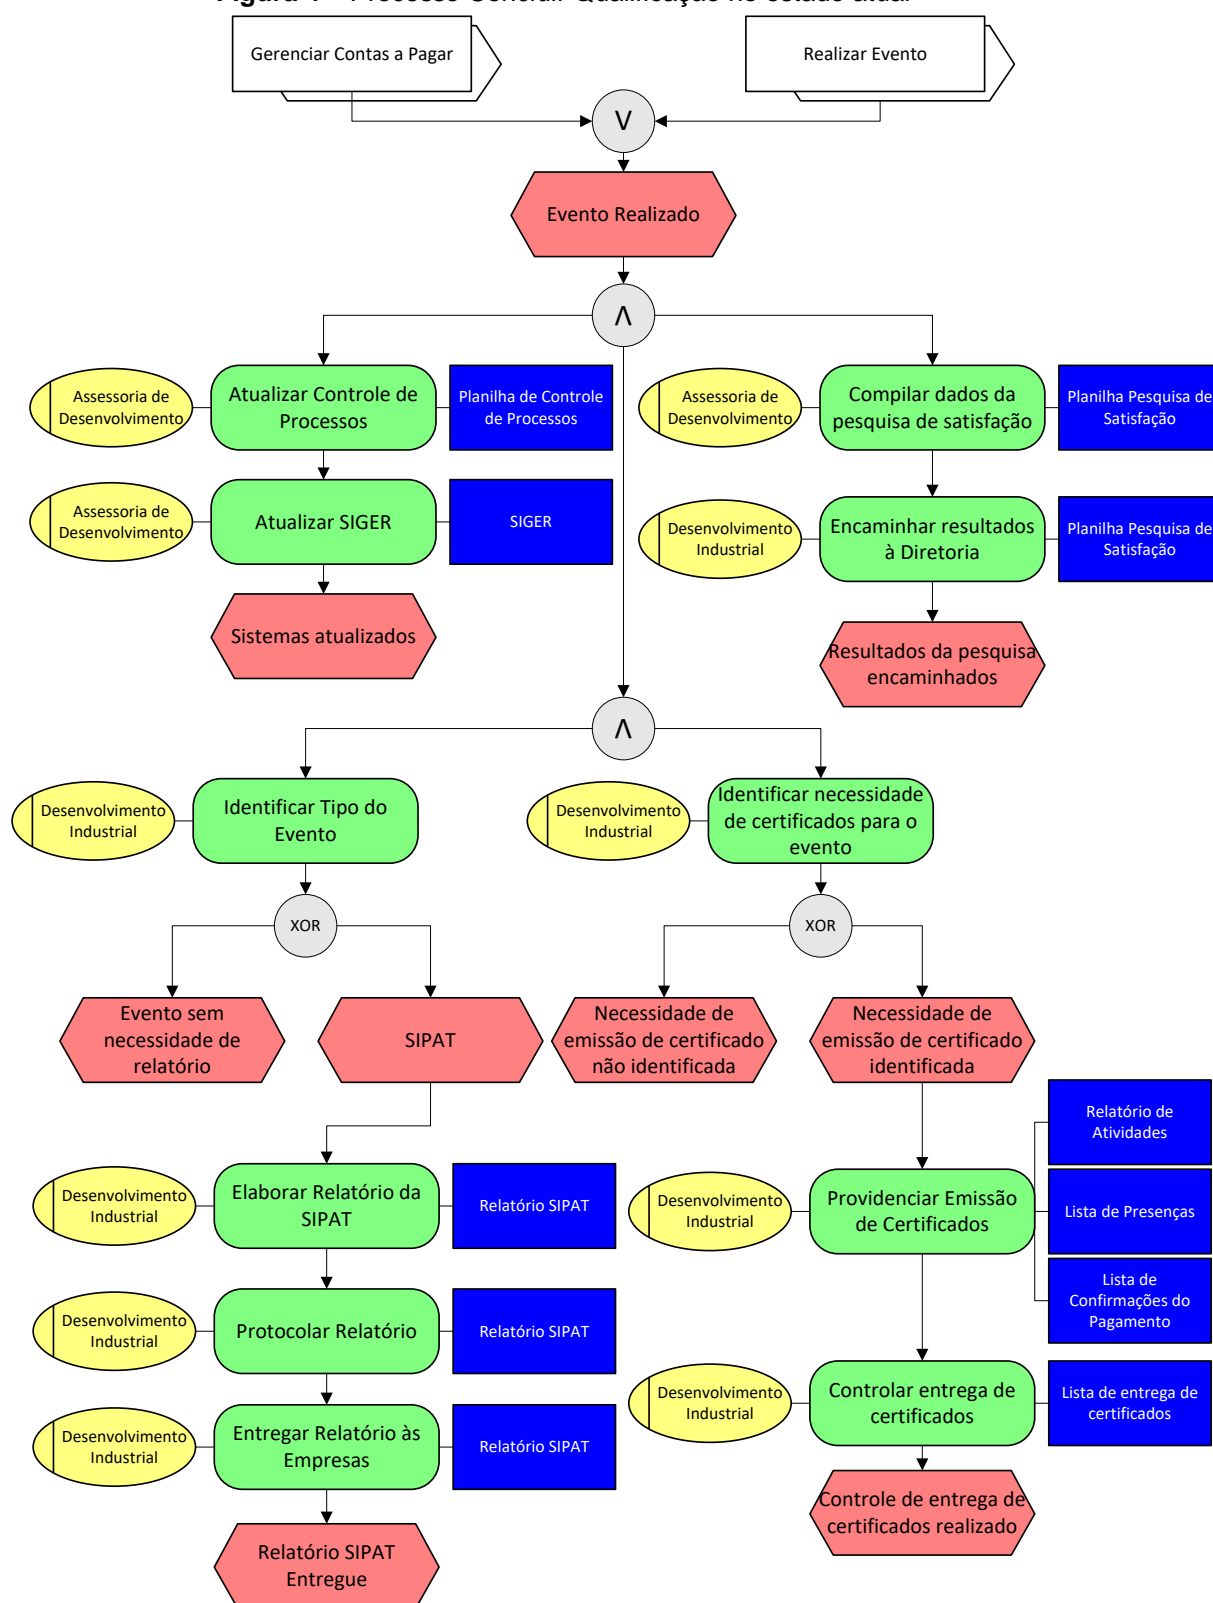 Gerenciar Contas a Pagar
Realizar Evento
V
Evento Realizado
Λ
Assessoria de
Desenvolvimento
Atualizar Controle de
Processos
Planilha de Controle
de Processos
Assessoria de
Desenvolvimento
Compilar dados da
pesquisa de satisfação
Planilha Pesquisa de
Satisfação
Assessoria de
Desenvolvimento
Atualizar SIGER
SIGER
Desenvolvimento
Industrial
Encaminhar resultados
à Diretoria
Planilha Pesquisa de
Satisfação
Sistemas atualizados
Resultados da pesquisa
encaminhados
Λ
Desenvolvimento
Industrial
Identificar Tipo do
Evento
Desenvolvimento
Industrial
Identificar necessidade
de certificados para o
evento
XOR
XOR
Evento sem
necessidade de
relatório
SIPAT
Necessidade de
emissão de certificado
não identificada
Necessidade de
emissão de certificado
identificada
Relatório de
Atividades
Desenvolvimento
Industrial
Elaborar Relatório da
SIPAT
Relatório SIPAT
Desenvolvimento
Industrial
Providenciar Emissão
de Certificados
Lista de Presenças
Lista de
Confirmações do
Pagamento
Desenvolvimento
Industrial
Protocolar Relatório
Relatório SIPAT
Desenvolvimento
Industrial
Controlar entrega de
certificados
Lista de entrega de
certificados
Desenvolvimento
Industrial
Entregar Relatório às
Empresas
Relatório SIPAT
Controle de entrega de
certificados realizado
Relatório SIPAT
Entregue